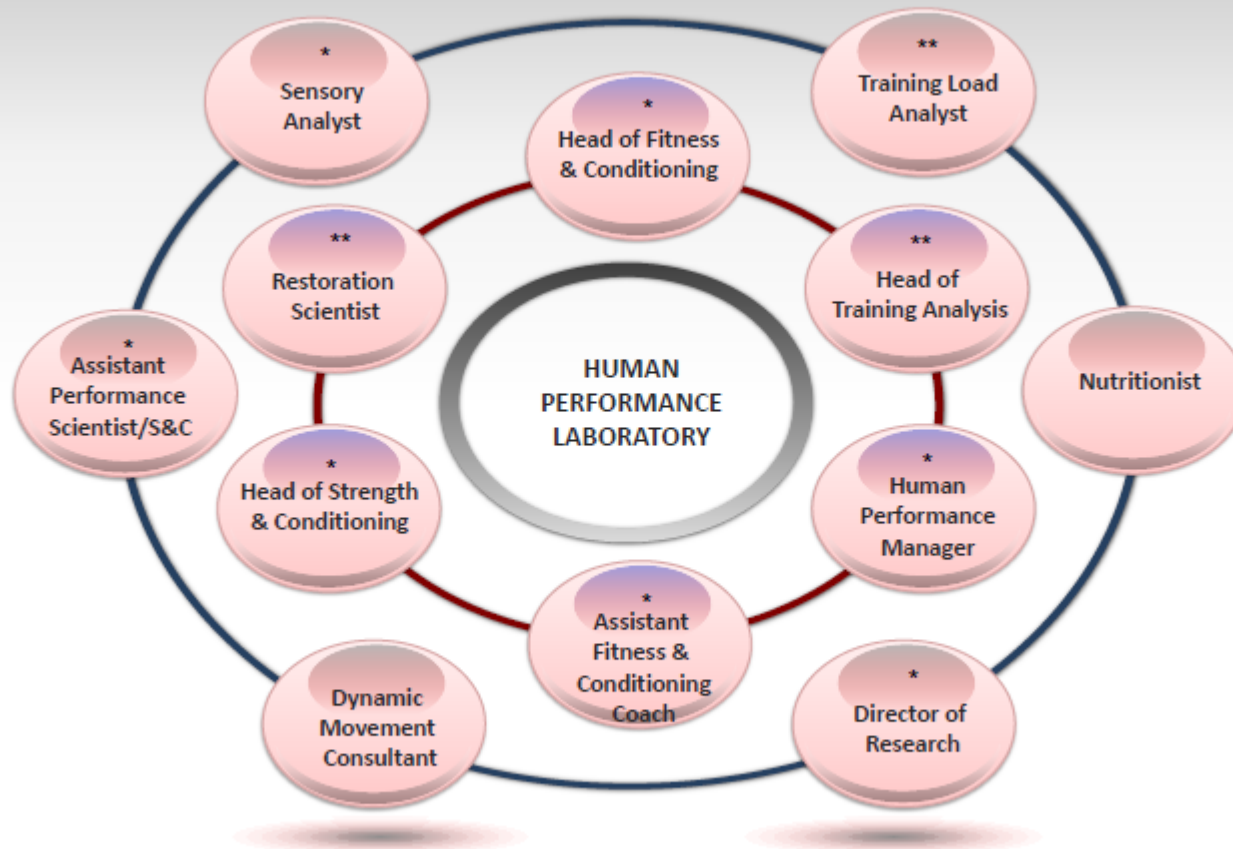 *
Sensory
Analyst
**
Training Load
Analyst
*
Head of Fitness
& Conditioning
**
Restoration
Scientist
**
Head of
Training Analysis
*
Assistant
Performance
Scientist/S&C
HUMAN
PERFORMANCE
LABORATORY
Nutritionist
*
Head of Strength
& Conditioning
*
Human
Performance
Manager
*
Assistant
Fitness &
Conditioning
Coach
Dynamic
Movement
Consultant
*
Director of
Research